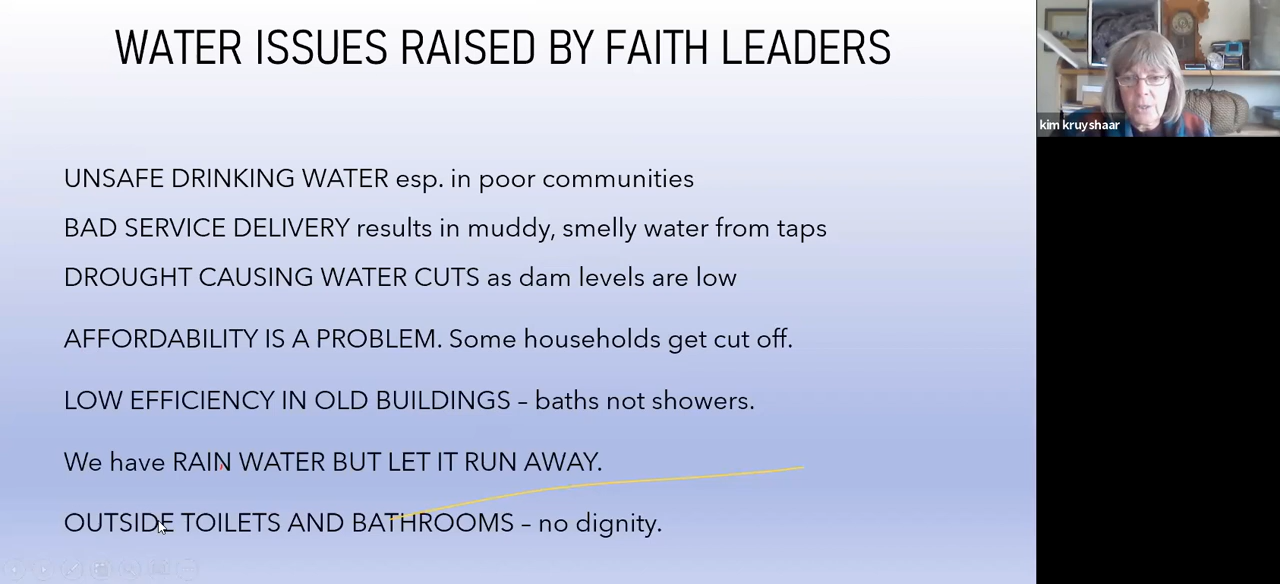 WATER ISSUES RAISED BY FAITH LEADERS
kim kruyshaar
UNSAFE DRINKING WATER esp. in poor communities
BAD SERVICE DELIVERY results in muddy, smelly water from taps
DROUGHT CAUSING WATER CUTS as dam levels are low
AFFORDABILITY IS A PROBLEM. Some households get cut off.
LOW EFFICIENCY IN OLD BUILDINGS – baths not showers.
We have RAIN WATER BUT LET IT RUN AWAY.
OUTSIDE TOILETS AND BATHROOMS – no dignity.